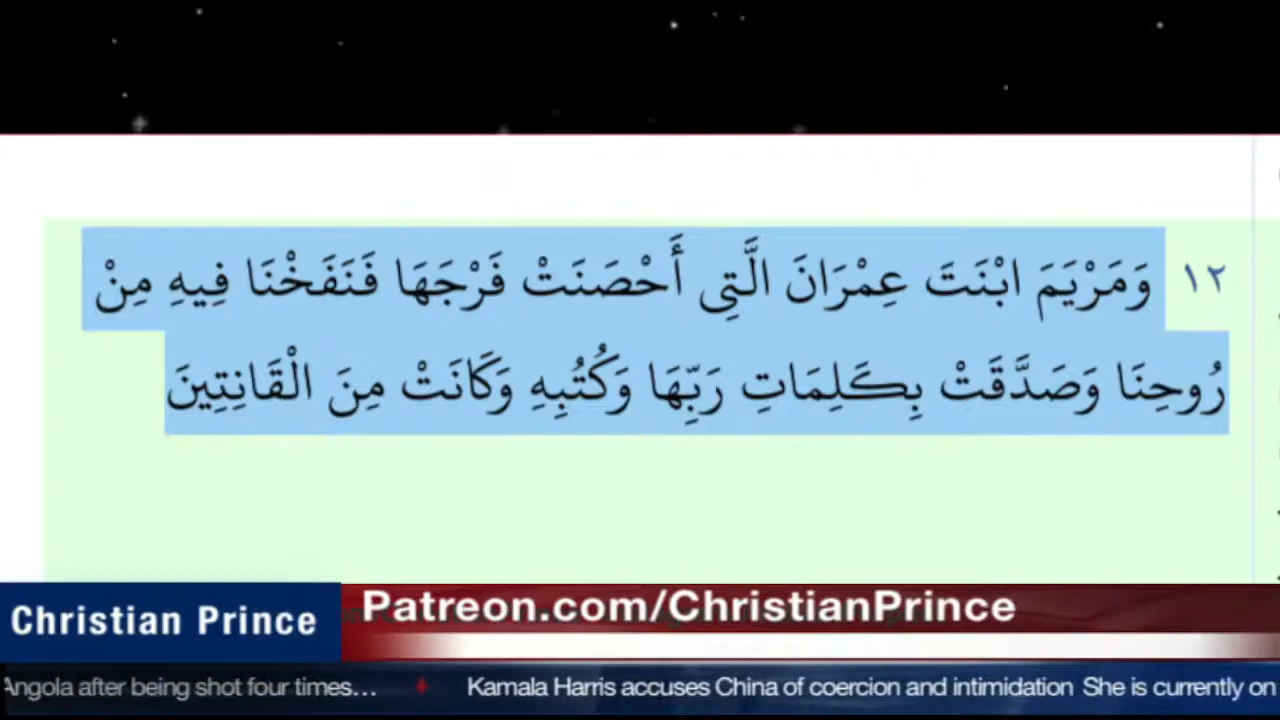 ١٢ وَمَرْيَمَ ابْنَتَ عِمْرَانَ الَّتِي أَحْصَنَتْ فَرْجَهَا فَنَفَخْنَا فِيهِ مِنْ
رُوحِنَا وَصَدَّقَتْ بِكَلِمَاتِ رَبِّهَا وَكُتُبِهِ وَكَانَتْ مِنَ الْقَانِتِينَ
Christian Prince
Patreon.com/ChristianPrince
Angola after being shot four times... Kamala Harris accuses China of coercion and intimidation She is currently on